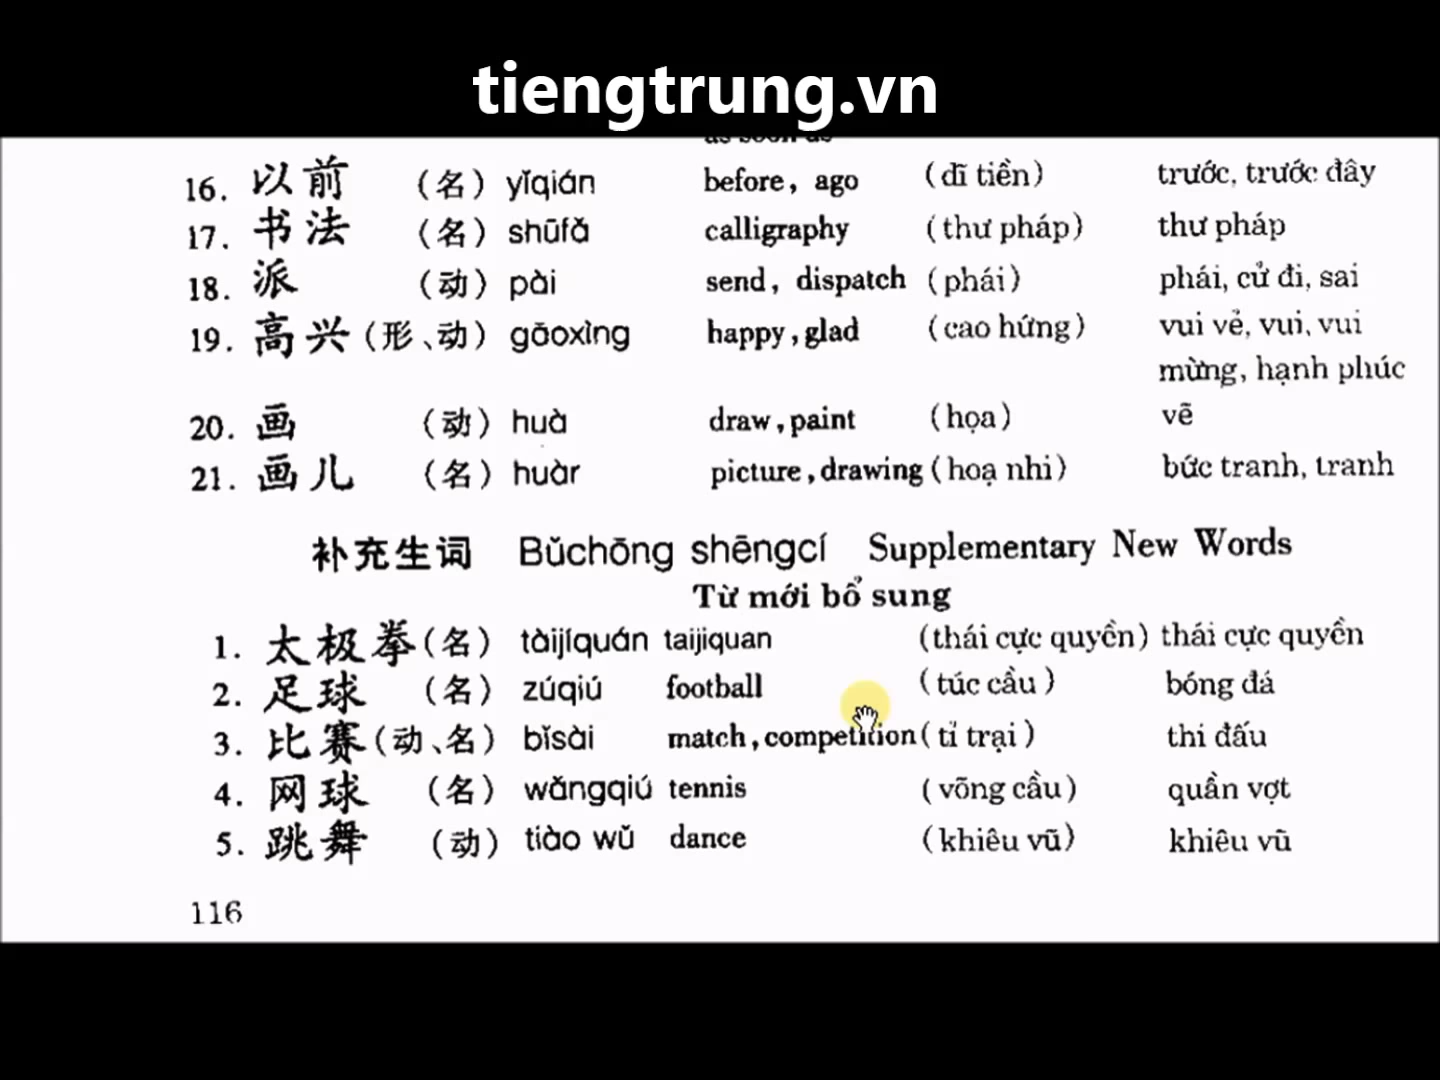 tiengtrung.vn
as soon as
16. 以前 (名) yǐqián before, ago (dĩ tiền) trước, trước đây
17. 书法 (名) shūfǎ calligraphy (thư pháp) thư pháp
18. 派 (动) pài send, dispatch (phái) phái, cử đi, sai
19. 高兴 (形、动) gāoxìng happy, glad (cao hứng) vui vẻ, vui, vui
mừng, hạnh phúc
20. 画 (动) huà draw, paint (họa) vẽ
21. 画儿 (名) huàr picture, drawing (hoạ nhi) bức tranh, tranh
补充生词 Bǔchōng shēngcí Supplementary New Words
Từ mới bổ sung
1. 太极拳 (名) tàijíquán taijiquan (thái cực quyền) thái cực quyền
2. 足球 (名) zúqiú football (túc cầu) bóng đá
3. 比赛 (动、名) bǐsài match, competition (tỉ trại) thi đấu
4. 网球 (名) wǎngqiú tennis (võng cầu) quần vợt
5. 跳舞 (动) tiào wǔ dance (khiêu vũ) khiêu vũ
116